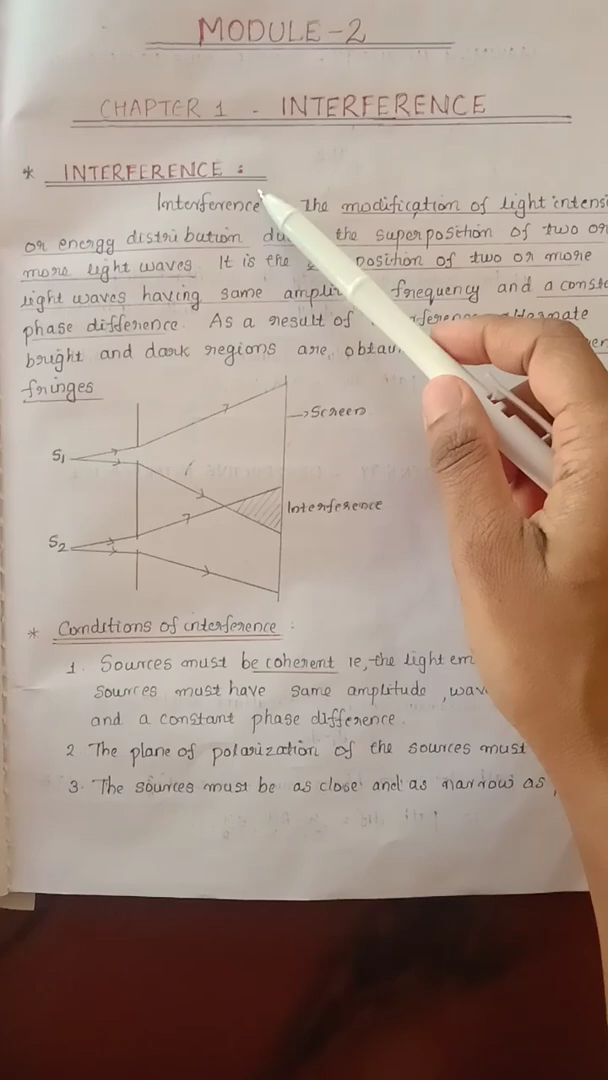 MODULE-2
CHAPTER 1 - INTERFERENCE
* INTERFERENCE :
Interference the modification of light intens
or energy distribution du the superposition of two or
more light waves. It is the position of two or more
light waves having same ampli frequency and a consta
phase difference. As a result of alternate
bright and dark regions are obtai
fringes
→Screen
S1
Interference
S2
* Conditions of interference :
1. Sources must be coherent ie, the light em
sources must have same amplitude, wav
and a constant phase difference.
2 The plane of polarization of the sources must
3. The sources must be as close and as narrow as